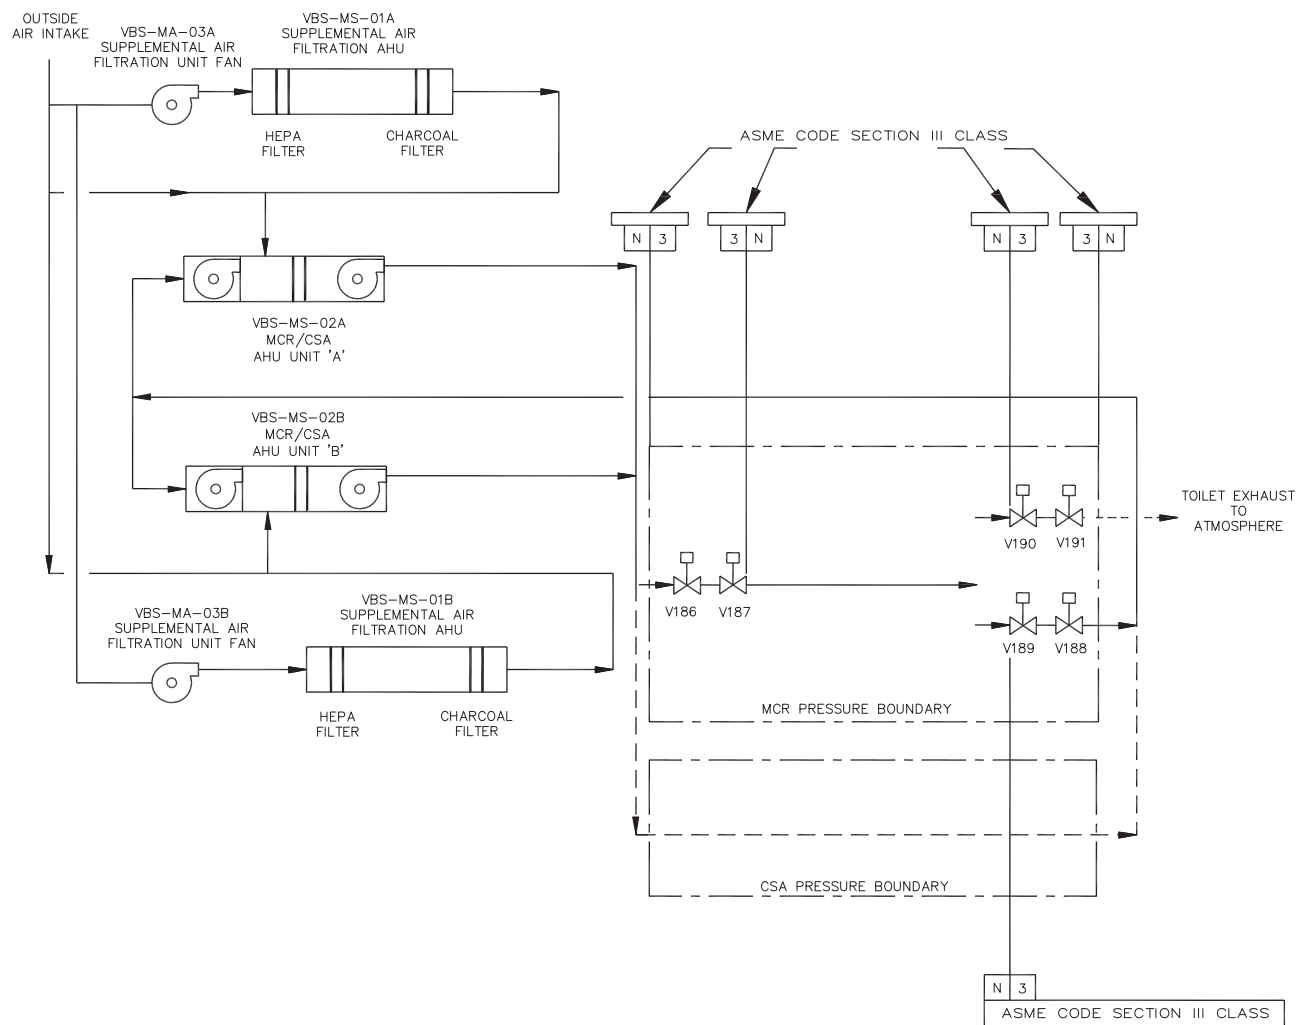 OUTSIDE
AIR INTAKE
VBS-MA-03A
SUPPLEMENTAL AIR
FILTRATION UNIT FAN
VBS-MS-01A
SUPPLEMENTAL AIR
FILTRATION AHU
HEPA
FILTER
CHARCOAL
FILTER
ASME CODE SECTION III CLASS
N 3
3 N
N 3
3 N
VBS-MS-02A
MCR/CSA
AHU UNIT 'A'
VBS-MS-02B
MCR/CSA
AHU UNIT 'B'
TOILET EXHAUST
TO
ATMOSPHERE
V190
V191
V186
V187
V189
V188
VBS-MA-03B
SUPPLEMENTAL AIR
FILTRATION UNIT FAN
VBS-MS-01B
SUPPLEMENTAL AIR
FILTRATION AHU
HEPA
FILTER
CHARCOAL
FILTER
MCR PRESSURE BOUNDARY
CSA PRESSURE BOUNDARY
N 3
ASME CODE SECTION III CLASS